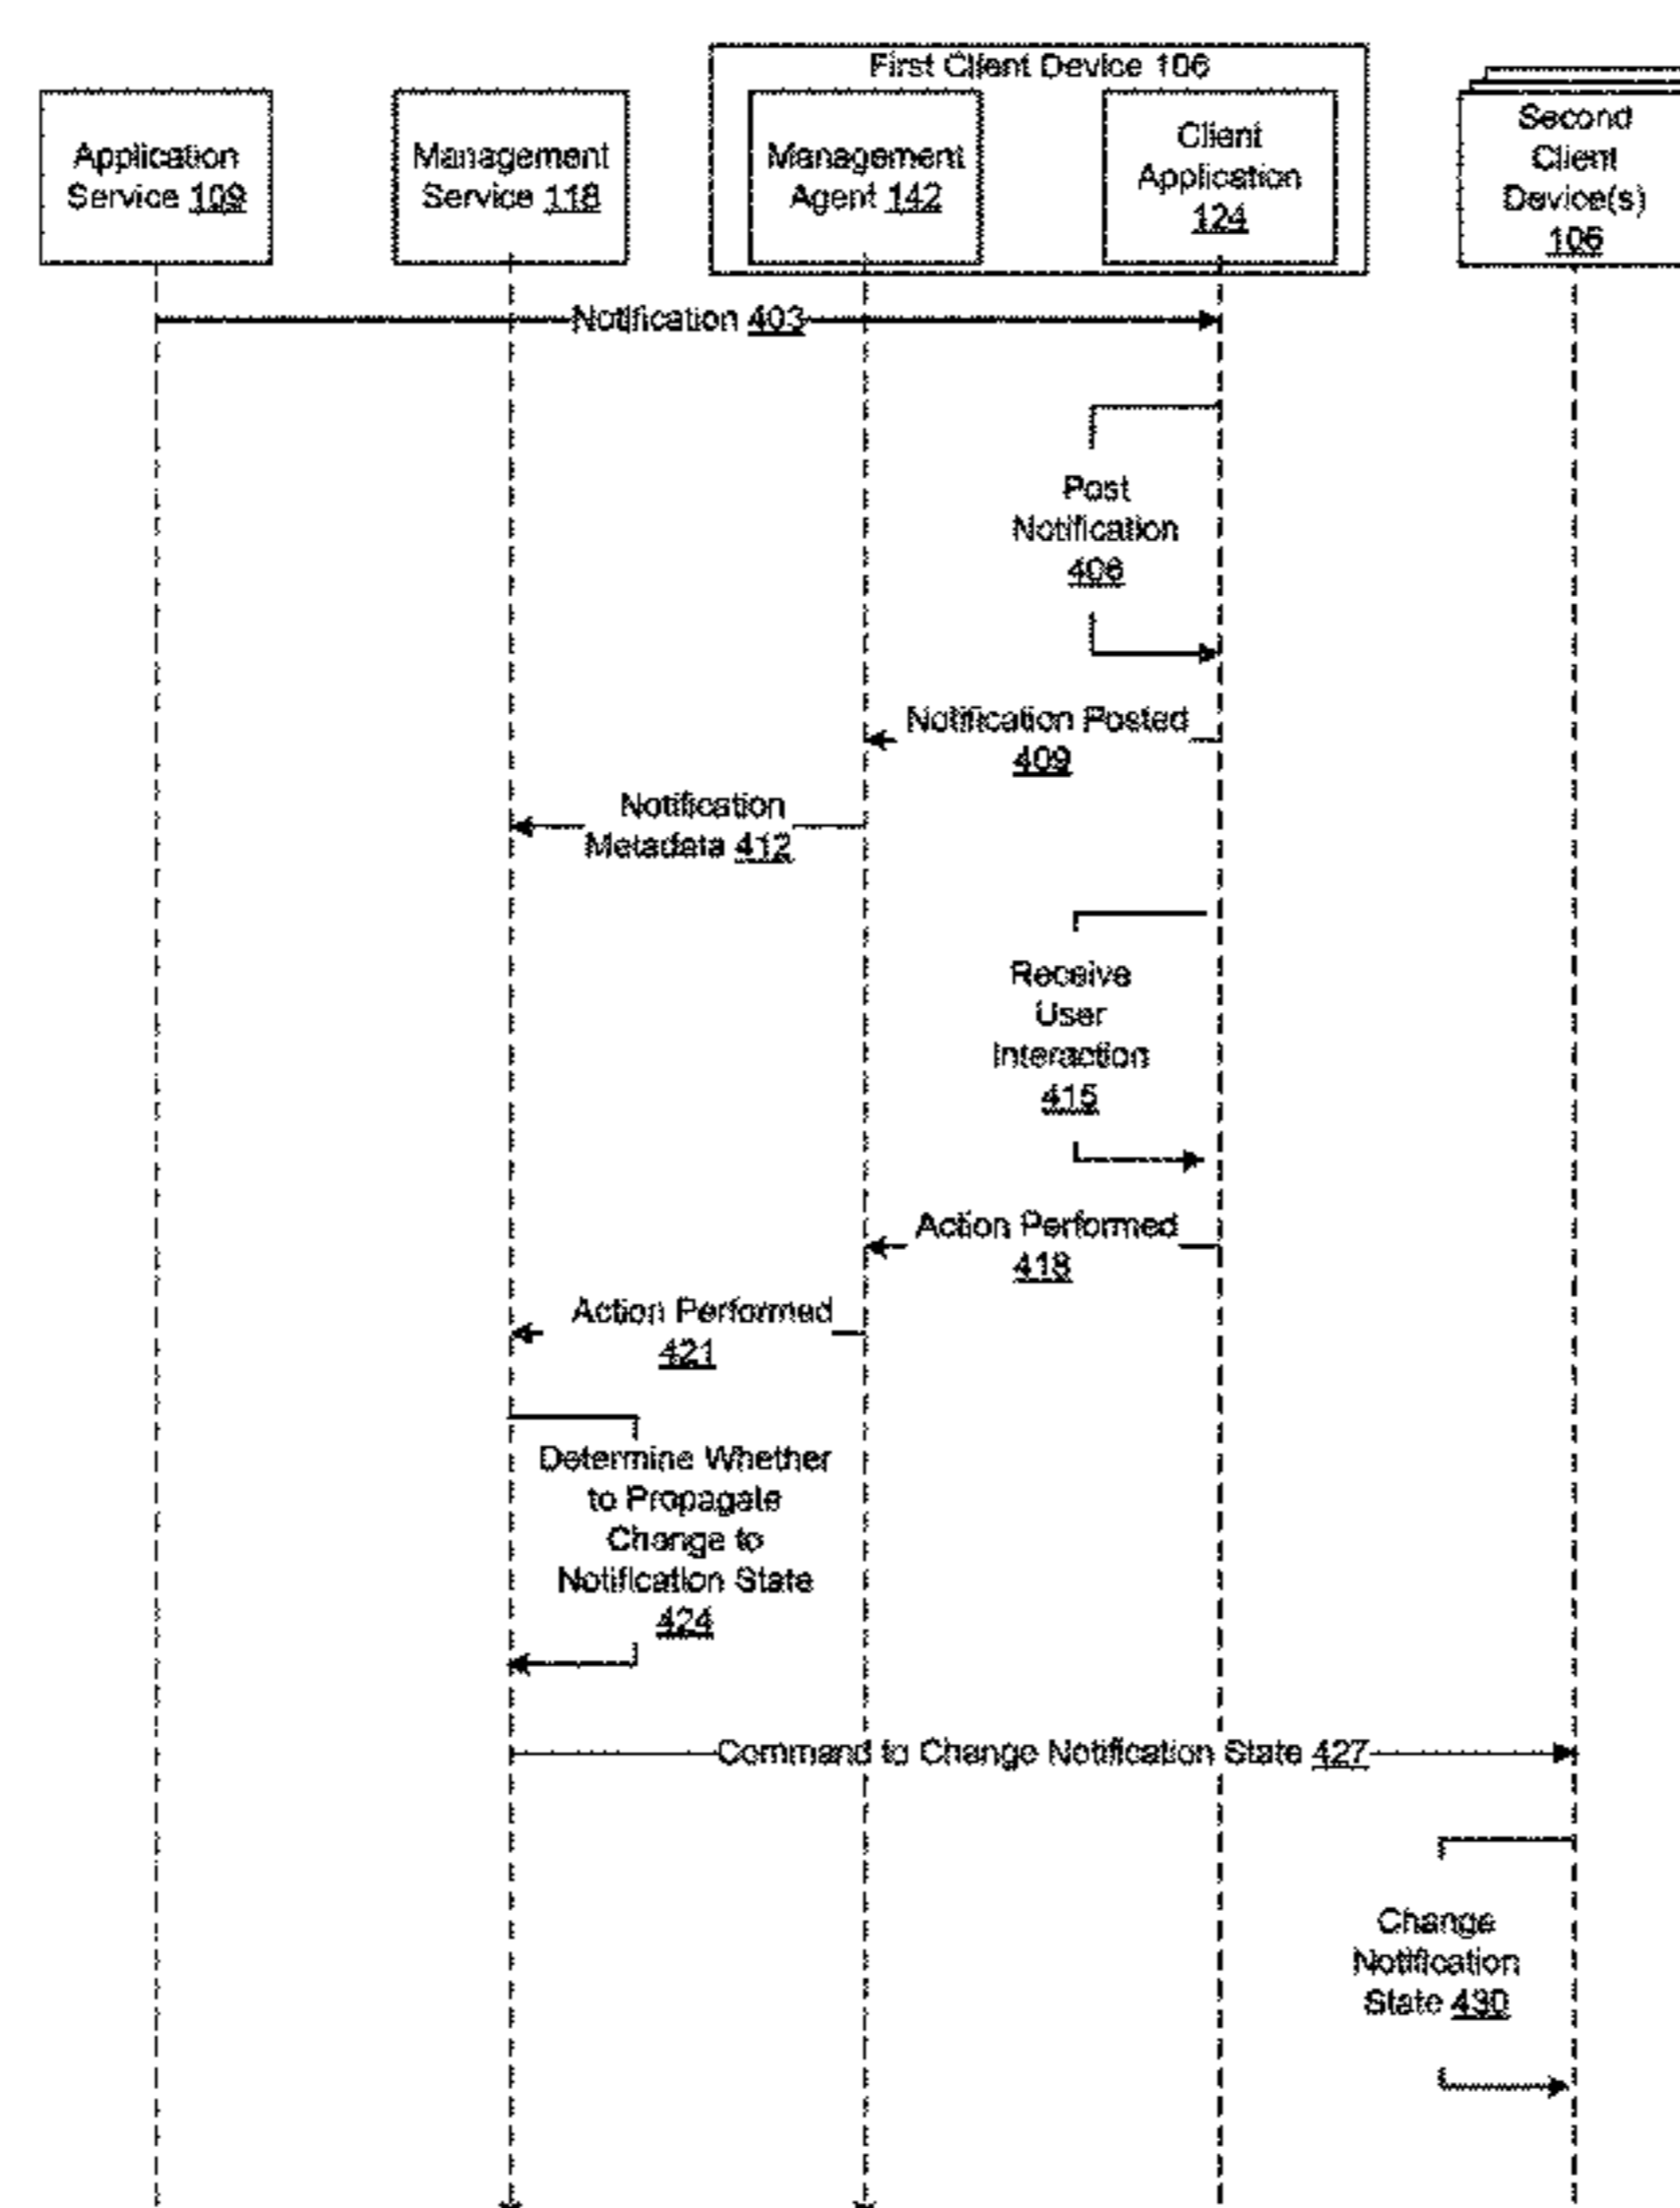 First Client Device 106
Application
Service 109
Management
Service 118
Management
Agent 142
Client
Application
124
Second
Client
Device(s)
106
Notification 403
Post
Notification
406
Notification Posted
409
Notification
Metadata 412
Receive
User
Interaction
415
Action Performed
418
Action Performed
421
Determine Whether
to Propagate
Change to
Notification State
424
Command to Change Notification State 427
Change
Notification
State 430